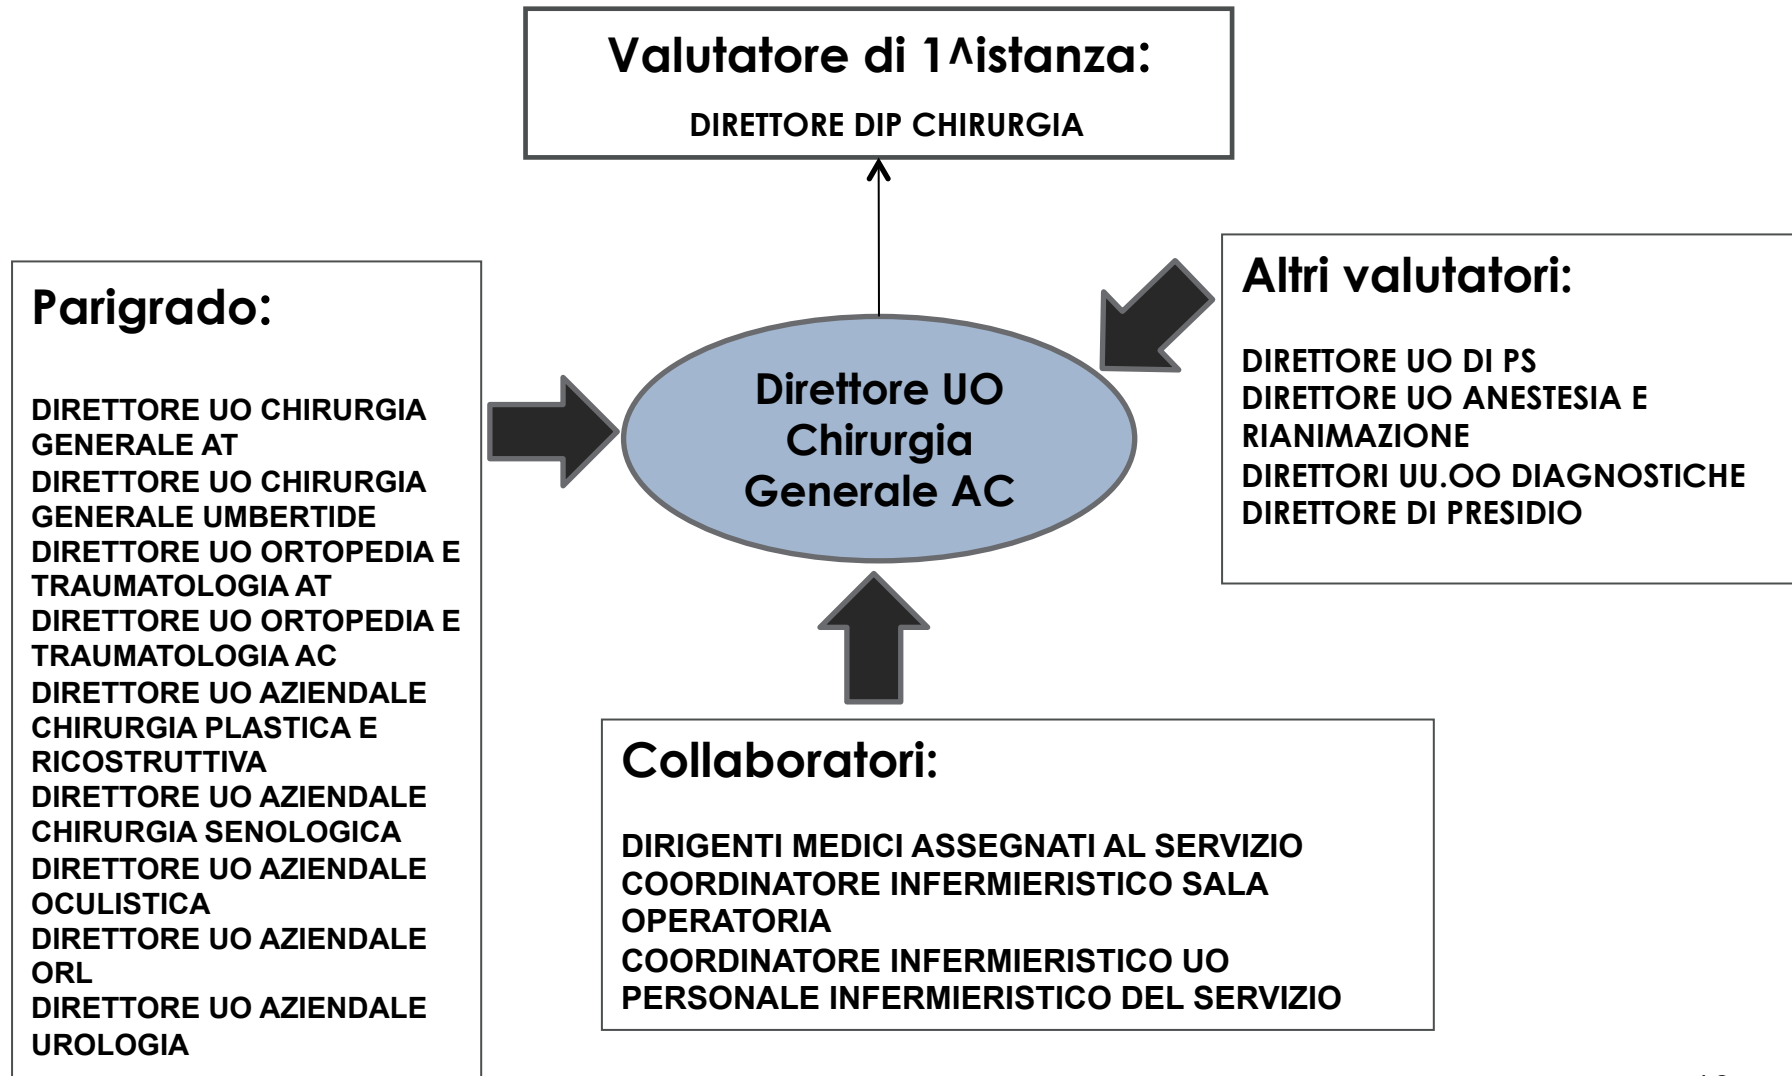 Valutatore di 1^istanza:
DIRETTORE DIP CHIRURGIA
Parigrado:
DIRETTORE UO CHIRURGIA
GENERALE AT
DIRETTORE UO CHIRURGIA
GENERALE UMBERTIDE
DIRETTORE UO ORTOPEDIA E
TRAUMATOLOGIA AT
DIRETTORE UO ORTOPEDIA E
TRAUMATOLOGIA AC
DIRETTORE UO AZIENDALE
CHIRURGIA PLASTICA E
RICOSTRUTTIVA
DIRETTORE UO AZIENDALE
CHIRURGIA SENOLOGICA
DIRETTORE UO AZIENDALE
OCULISTICA
DIRETTORE UO AZIENDALE
ORL
DIRETTORE UO AZIENDALE
UROLOGIA
Direttore UO
Chirurgia
Generale AC
Altri valutatori:
DIRETTORE UO DI PS
DIRETTORE UO ANESTESIA E
RIANIMAZIONE
DIRETTORI UU.OO DIAGNOSTICHE
DIRETTORE DI PRESIDIO
Collaboratori:
DIRIGENTI MEDICI ASSEGNATI AL SERVIZIO
COORDINATORE INFERMIERISTICO SALA
OPERATORIA
COORDINATORE INFERMIERISTICO UO
PERSONALE INFERMIERISTICO DEL SERVIZIO